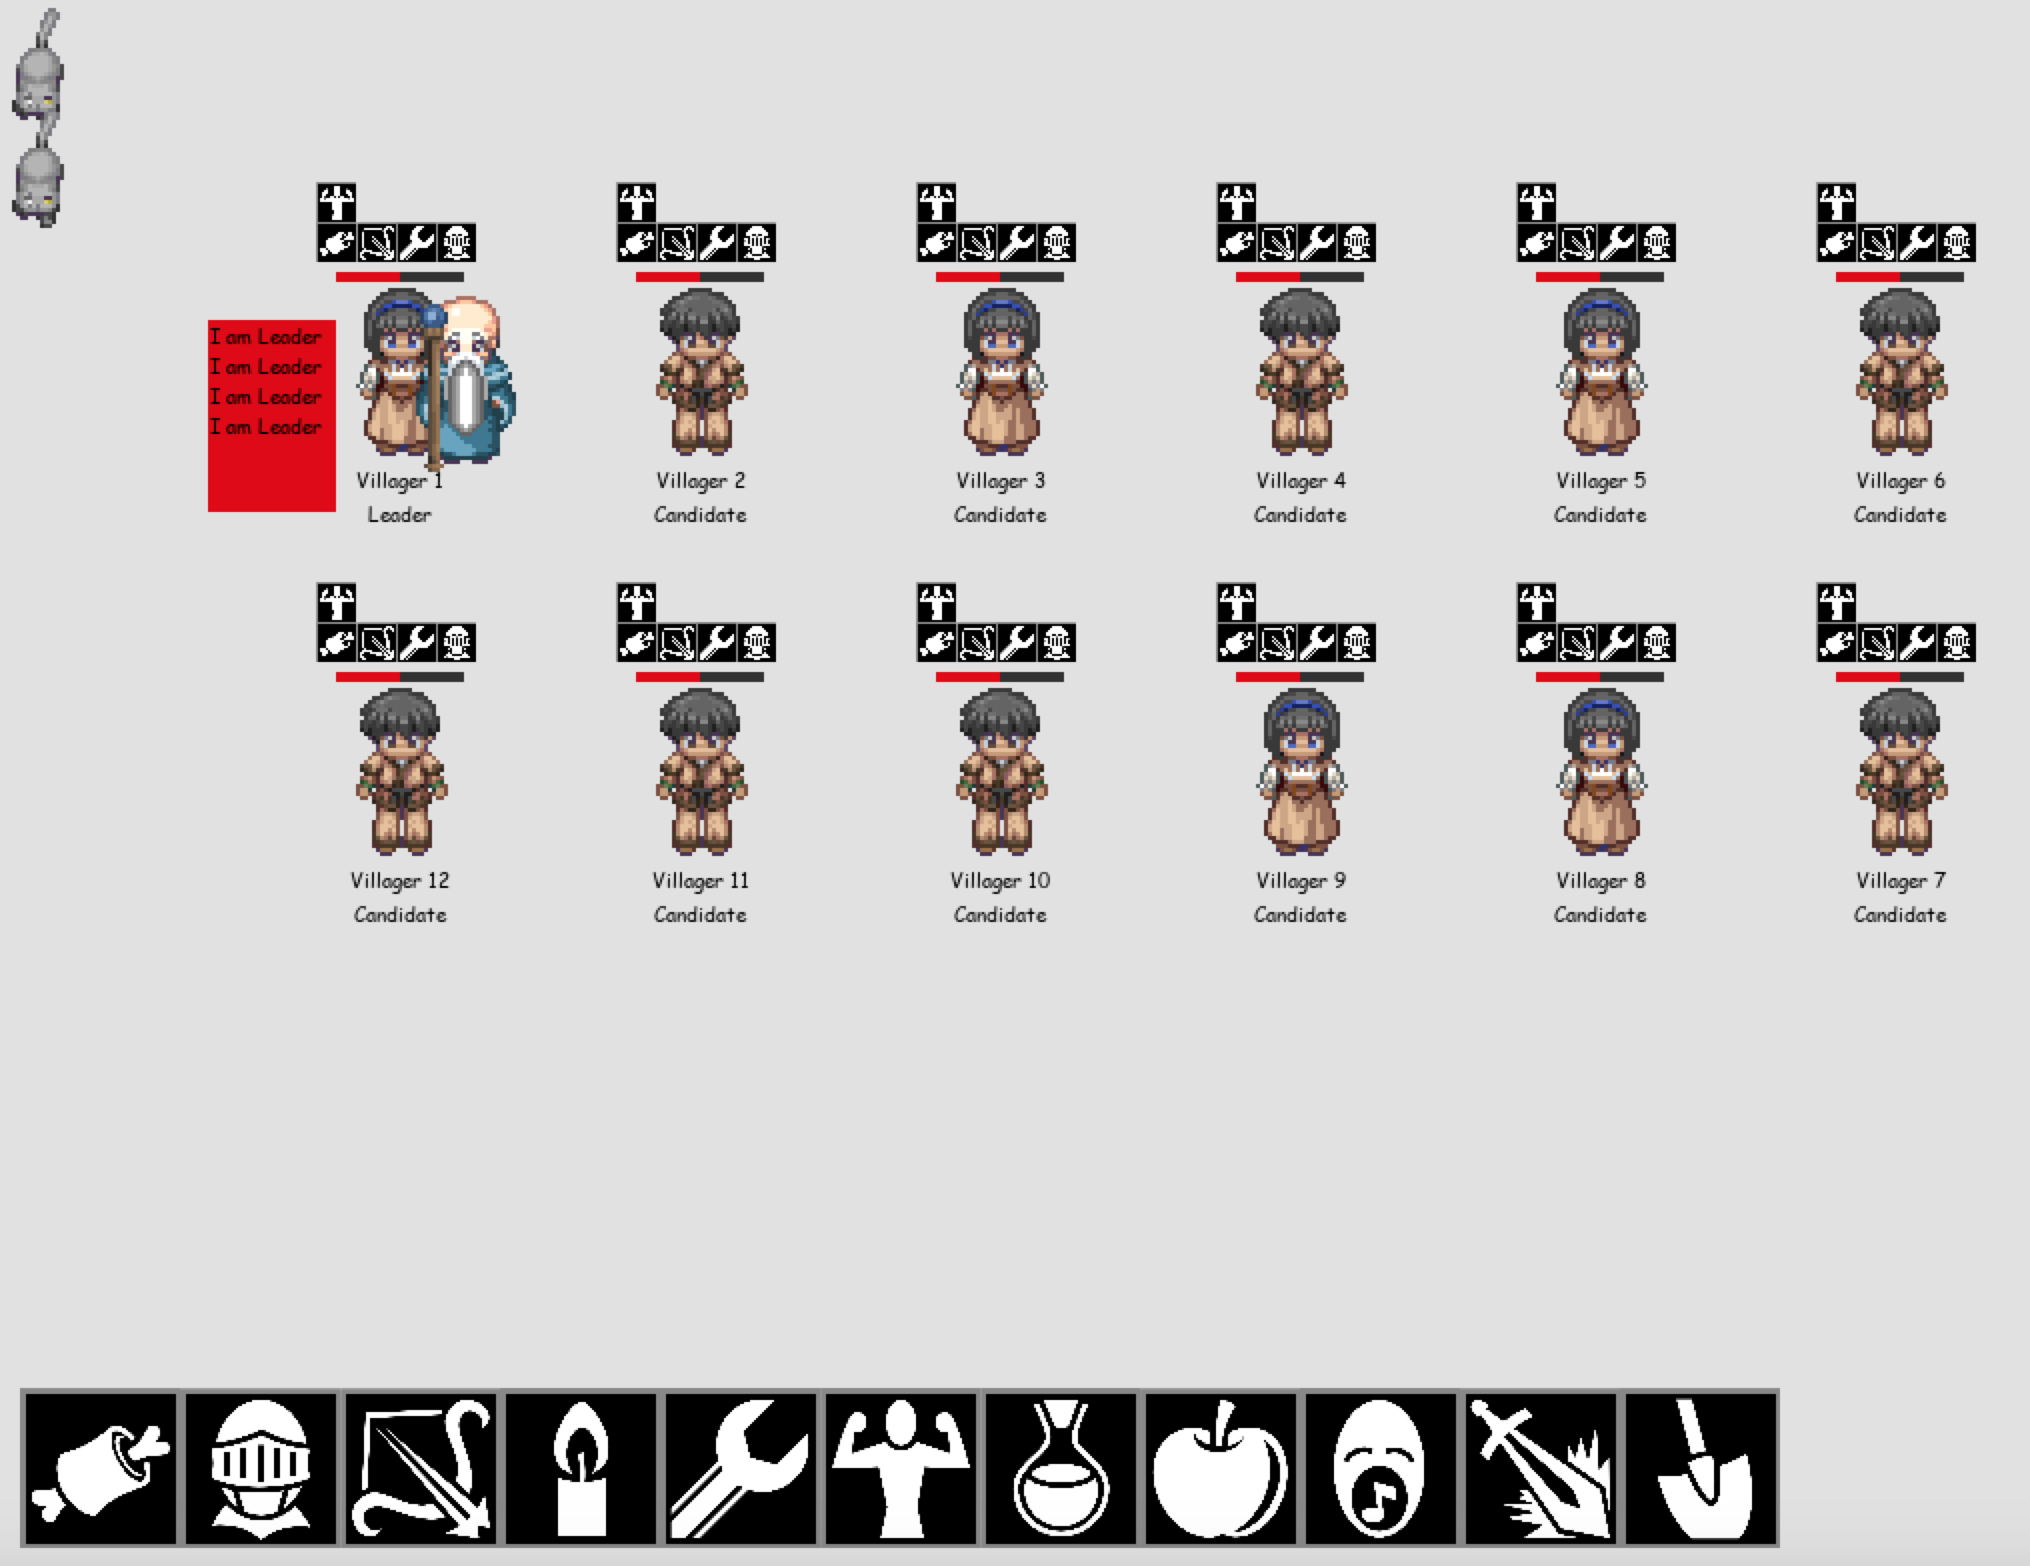 I am Leader
I am Leader
I am Leader
I am Leader
Villager 1
Leader
Villager 2
Candidate
Villager 3
Candidate
Villager 4
Candidate
Villager 5
Candidate
Villager 6
Candidate
Villager 12
Candidate
Villager 11
Candidate
Villager 10
Candidate
Villager 9
Candidate
Villager 8
Candidate
Villager 7
Candidate